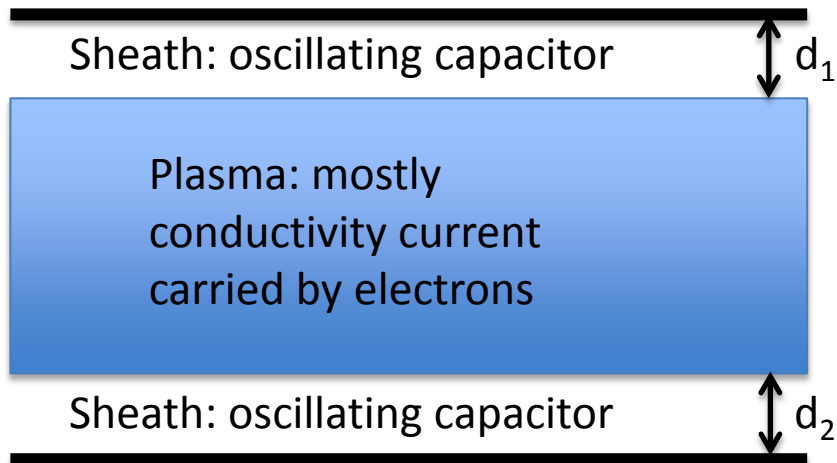 Sheath: oscillating capacitor
d₁
Plasma: mostly
conductivity current
carried by electrons
Sheath: oscillating capacitor
d₂